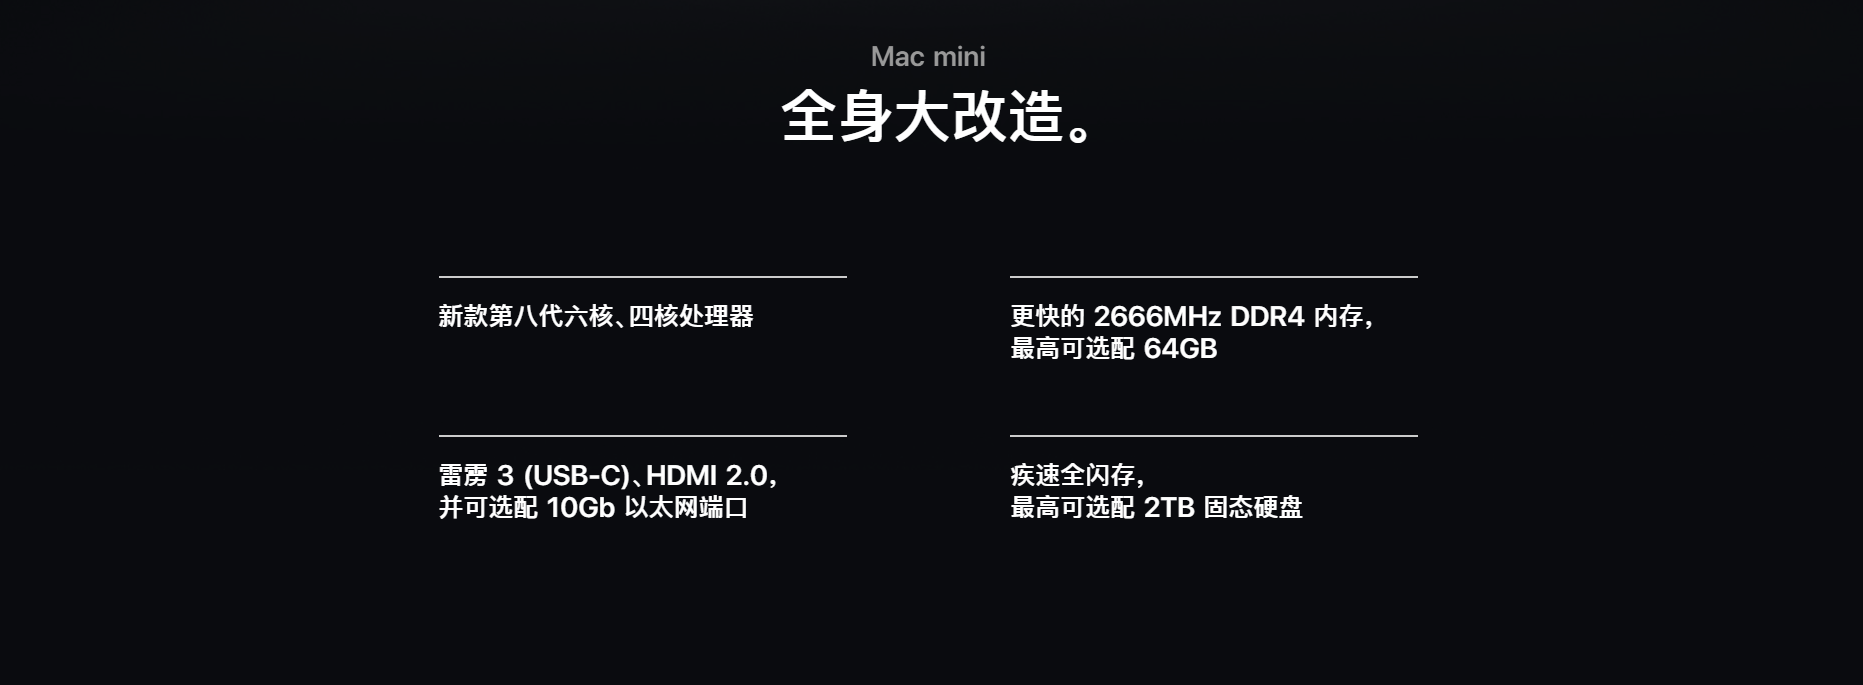 Mac mini
全身大改造。
新款第八代六核、四核处理器
更快的 2666MHz DDR4 内存，
最高可选配 64GB
雷雳 3 (USB-C)、HDMI 2.0，
并可选配 10Gb 以太网端口
疾速全闪存，
最高可选配 2TB 固态硬盘